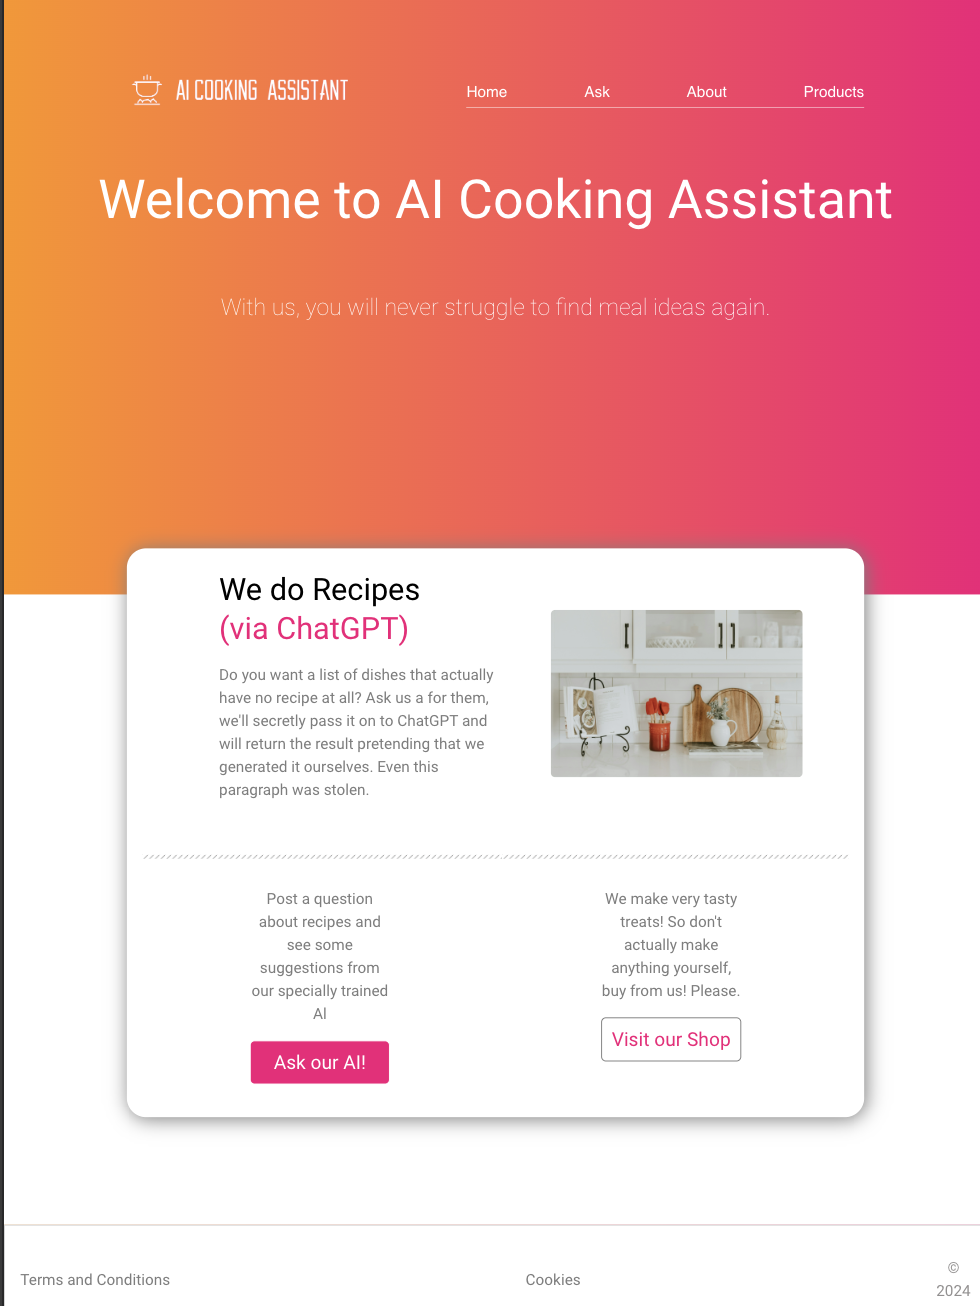 AI COOKING ASSISTANT
Home Ask About Products
Welcome to AI Cooking Assistant
With us, you will never struggle to find meal ideas again.
We do Recipes
(via ChatGPT)
Do you want a list of dishes that actually
have no recipe at all? Ask us a for them,
we'll secretly pass it on to ChatGPT and
will return the result pretending that we
generated it ourselves. Even this
paragraph was stolen.
Post a question
about recipes and
see some
suggestions from
our specially trained
AI
Ask our AI!
We make very tasty
treats! So don't
actually make
anything yourself,
buy from us! Please.
Visit our Shop
Terms and Conditions
Cookies
©
2024